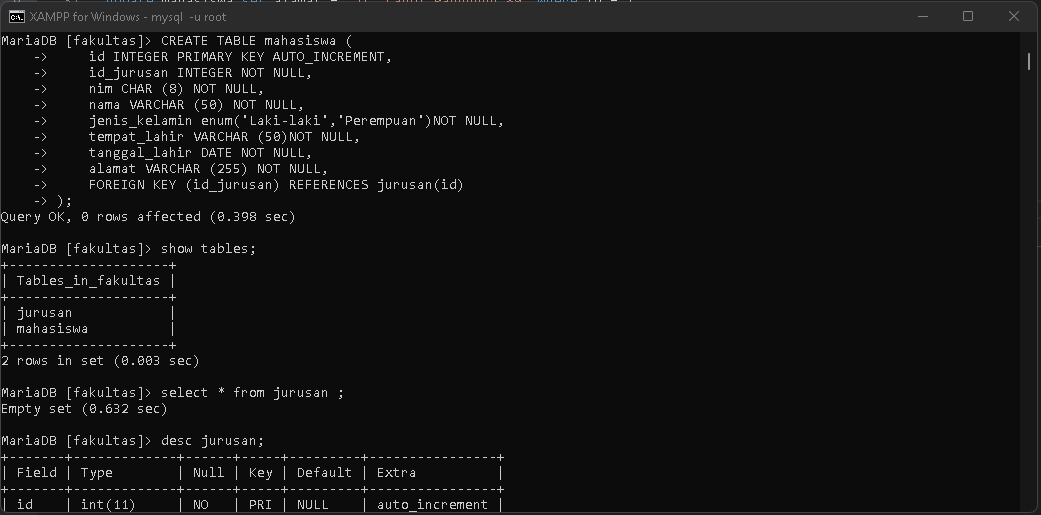 XAMPP for Windows - mysql -u root
MariaDB [fakultas]> CREATE TABLE mahasiswa (
    ->     id INTEGER PRIMARY KEY AUTO_INCREMENT,
    ->     id_jurusan INTEGER NOT NULL,
    ->     nim CHAR (8) NOT NULL,
    ->     nama VARCHAR (50) NOT NULL,
    ->     jenis_kelamin enum('Laki-laki','Perempuan')NOT NULL,
    ->     tempat_lahir VARCHAR (50)NOT NULL,
    ->     tanggal_lahir DATE NOT NULL,
    ->     alamat VARCHAR (255) NOT NULL,
    ->     FOREIGN KEY (id_jurusan) REFERENCES jurusan(id)
    -> );
Query OK, 0 rows affected (0.398 sec)
MariaDB [fakultas]> show tables;
+--------------------+
| Tables_in_fakultas |
+--------------------+
| jurusan            |
| mahasiswa          |
+--------------------+
2 rows in set (0.003 sec)
MariaDB [fakultas]> select * from jurusan ;
Empty set (0.632 sec)
MariaDB [fakultas]> desc jurusan;
+-------+-------------+------+-----+---------+----------------+
| Field | Type        | Null | Key | Default | Extra          |
+-------+-------------+------+-----+---------+----------------+
| id    | int(11)     | NO   | PRI | NULL    | auto_increment |